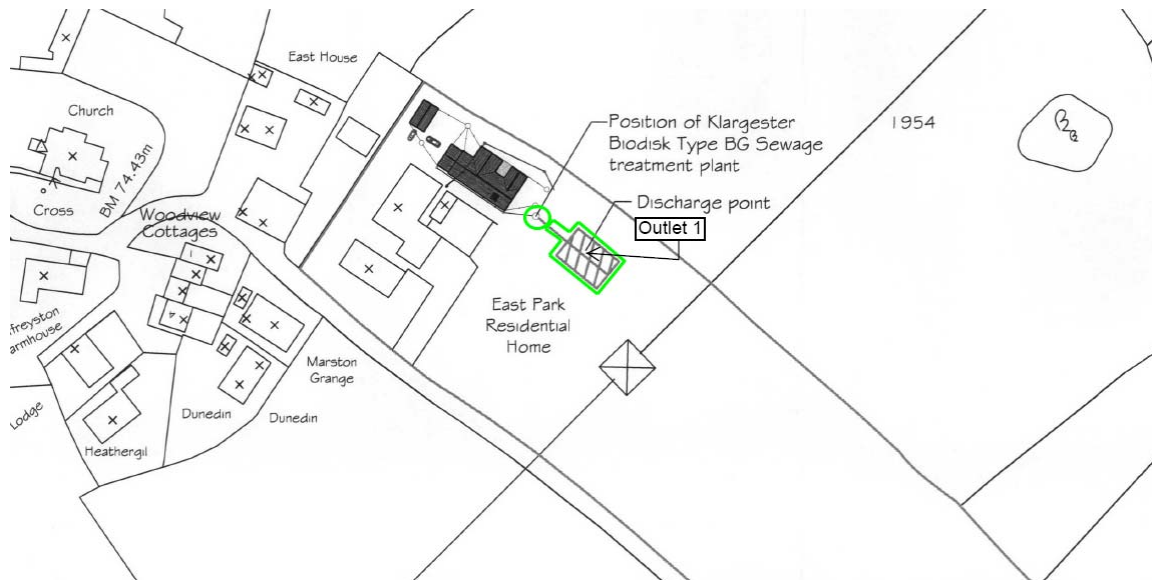 East House
Church
BM 74.43m
Cross
Woodview
Cottages
Position of Klargester
Biodisk Type BG Sewage
treatment plant
1954
Discharge point
Outlet 1
East Park
Residential
Home
freyston
armhouse
Marston
Grange
Lodge
Dunedin
Dunedin
Heathergil